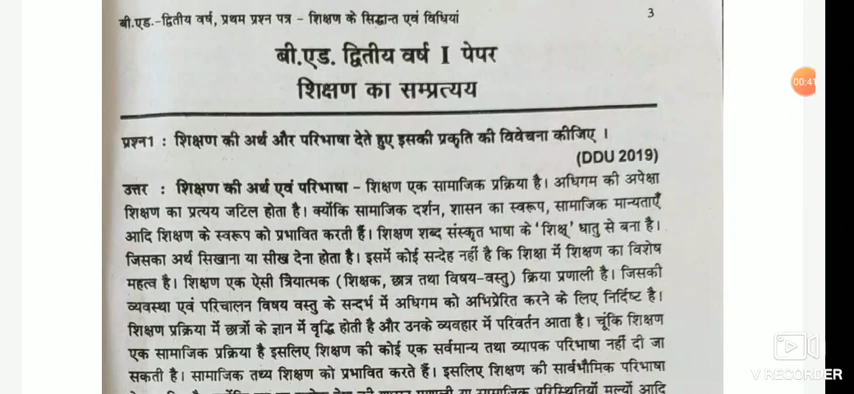 बी.एड.-द्वितीय वर्ष, प्रथम प्रश्न पत्र - शिक्षण के सिद्धान्त एवं विधियां 3
बी.एड. द्वितीय वर्ष I पेपर
शिक्षण का सम्प्रत्यय
00:41
प्रश्न1 : शिक्षण की अर्थ और परिभाषा देते हुए इसकी प्रकृति की विवेचना कीजिए ।
(DDU 2019)
उत्तर : शिक्षण की अर्थ एवं परिभाषा - शिक्षण एक सामाजिक प्रक्रिया है। अधिगम की अपेक्षा
शिक्षण का प्रत्यय जटिल होता है। क्योंकि सामाजिक दर्शन, शासन का स्वरूप, सामाजिक मान्यताएँ
आदि शिक्षण के स्वरूप को प्रभावित करती हैं। शिक्षण शब्द संस्कृत भाषा के 'शिक्ष्' धातु से बना है।
जिसका अर्थ सिखाना या सीख देना होता है। इसमें कोई सन्देह नहीं है कि शिक्षा में शिक्षण का विशेष
महत्व है। शिक्षण एक ऐसी त्रियात्मक (शिक्षक, छात्र तथा विषय-वस्तु) क्रिया प्रणाली है। जिसकी
व्यवस्था एवं परिचालन विषय वस्तु के सन्दर्भ में अधिगम को अभिप्रेरित करने के लिए निर्दिष्ट है।
शिक्षण प्रक्रिया में छात्रों के ज्ञान में वृद्धि होती है और उनके व्यवहार में परिवर्तन आता है। चूंकि शिक्षण
एक सामाजिक प्रक्रिया है इसलिए शिक्षण की कोई एक सर्वमान्य तथा व्यापक परिभाषा नहीं दी जा
सकती है। सामाजिक तथ्य शिक्षण को प्रभावित करते हैं। इसलिए शिक्षण की सार्वभौमिक परिभाषा
V RECORDER